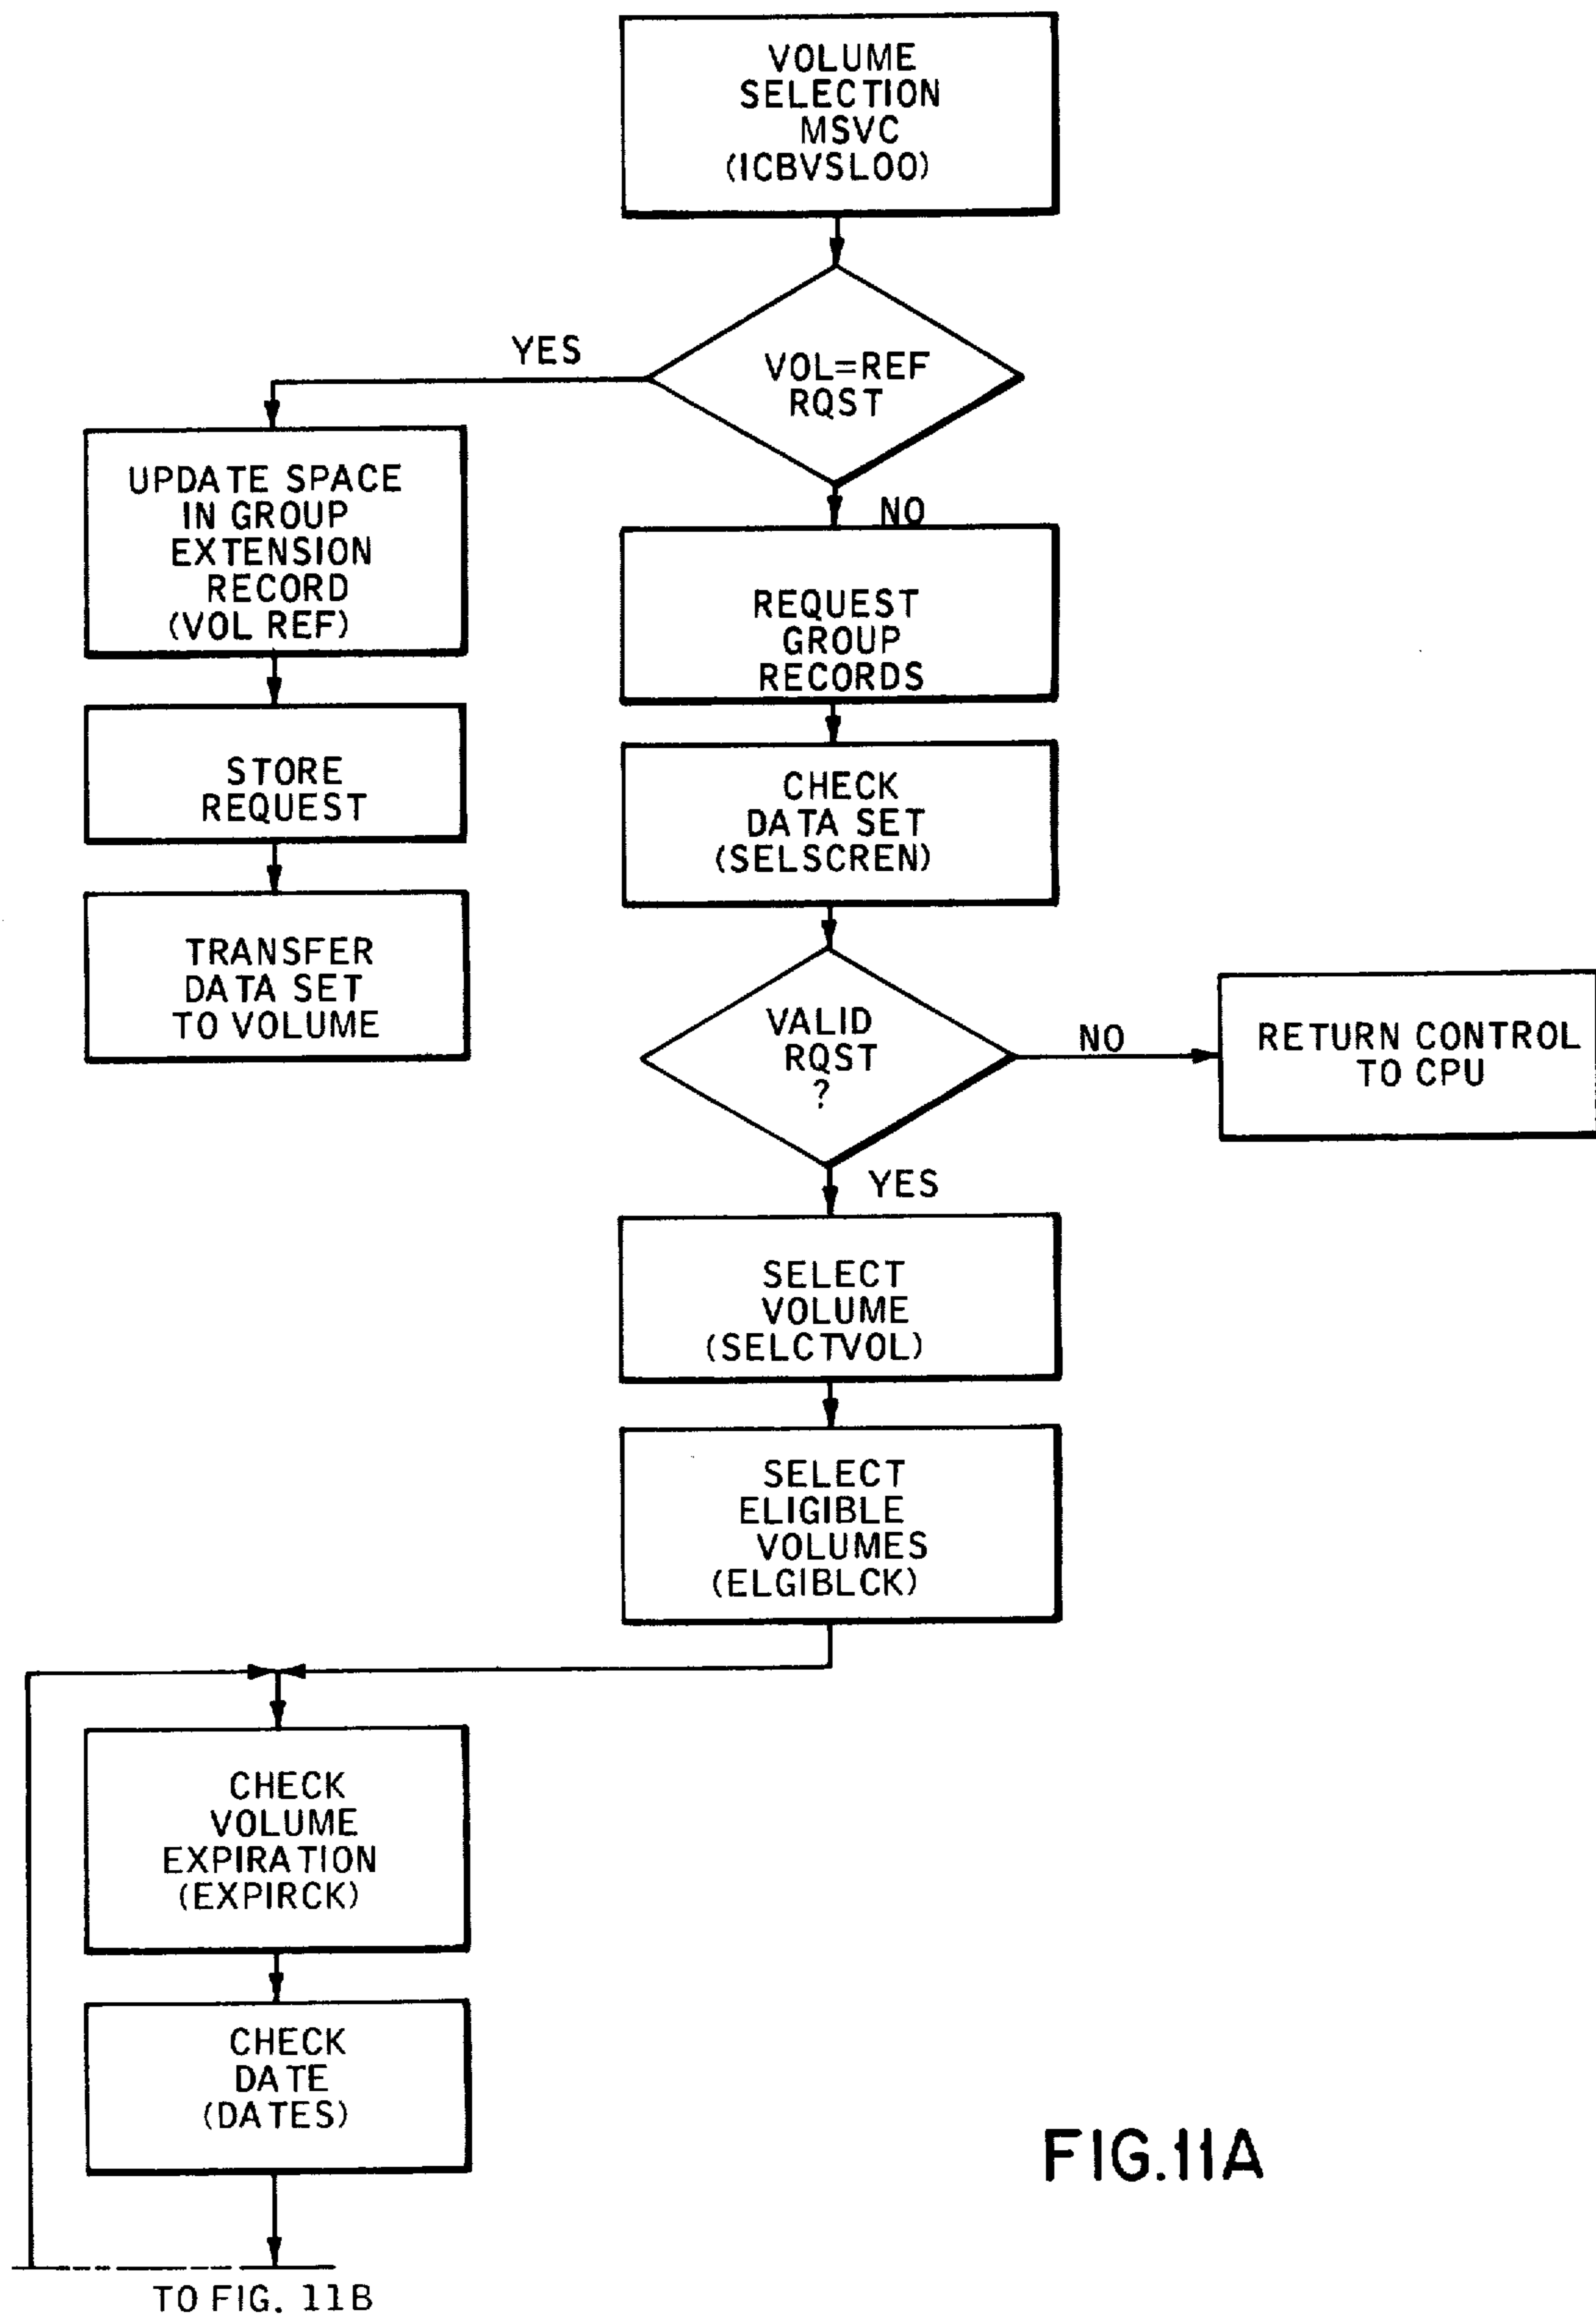 VOLUME
SELECTION
MSVC
(ICBVSLOO)
VOL=REF
RQST
YES
NO
UPDATE SPACE
IN GROUP
EXTENSION
RECORD
(VOL REF)
STORE
REQUEST
TRANSFER
DATA SET
TO VOLUME
REQUEST
GROUP
RECORDS
CHECK
DATA SET
(SELSCREN)
VALID
RQST
?
NO
RETURN CONTROL
TO CPU
YES
SELECT
VOLUME
(SELCTVOL)
SELECT
ELIGIBLE
VOLUMES
(ELGIBLCK)
CHECK
VOLUME
EXPIRATION
(EXPIRCK)
CHECK
DATE
(DATES)
TO FIG. 11B
FIG.11A